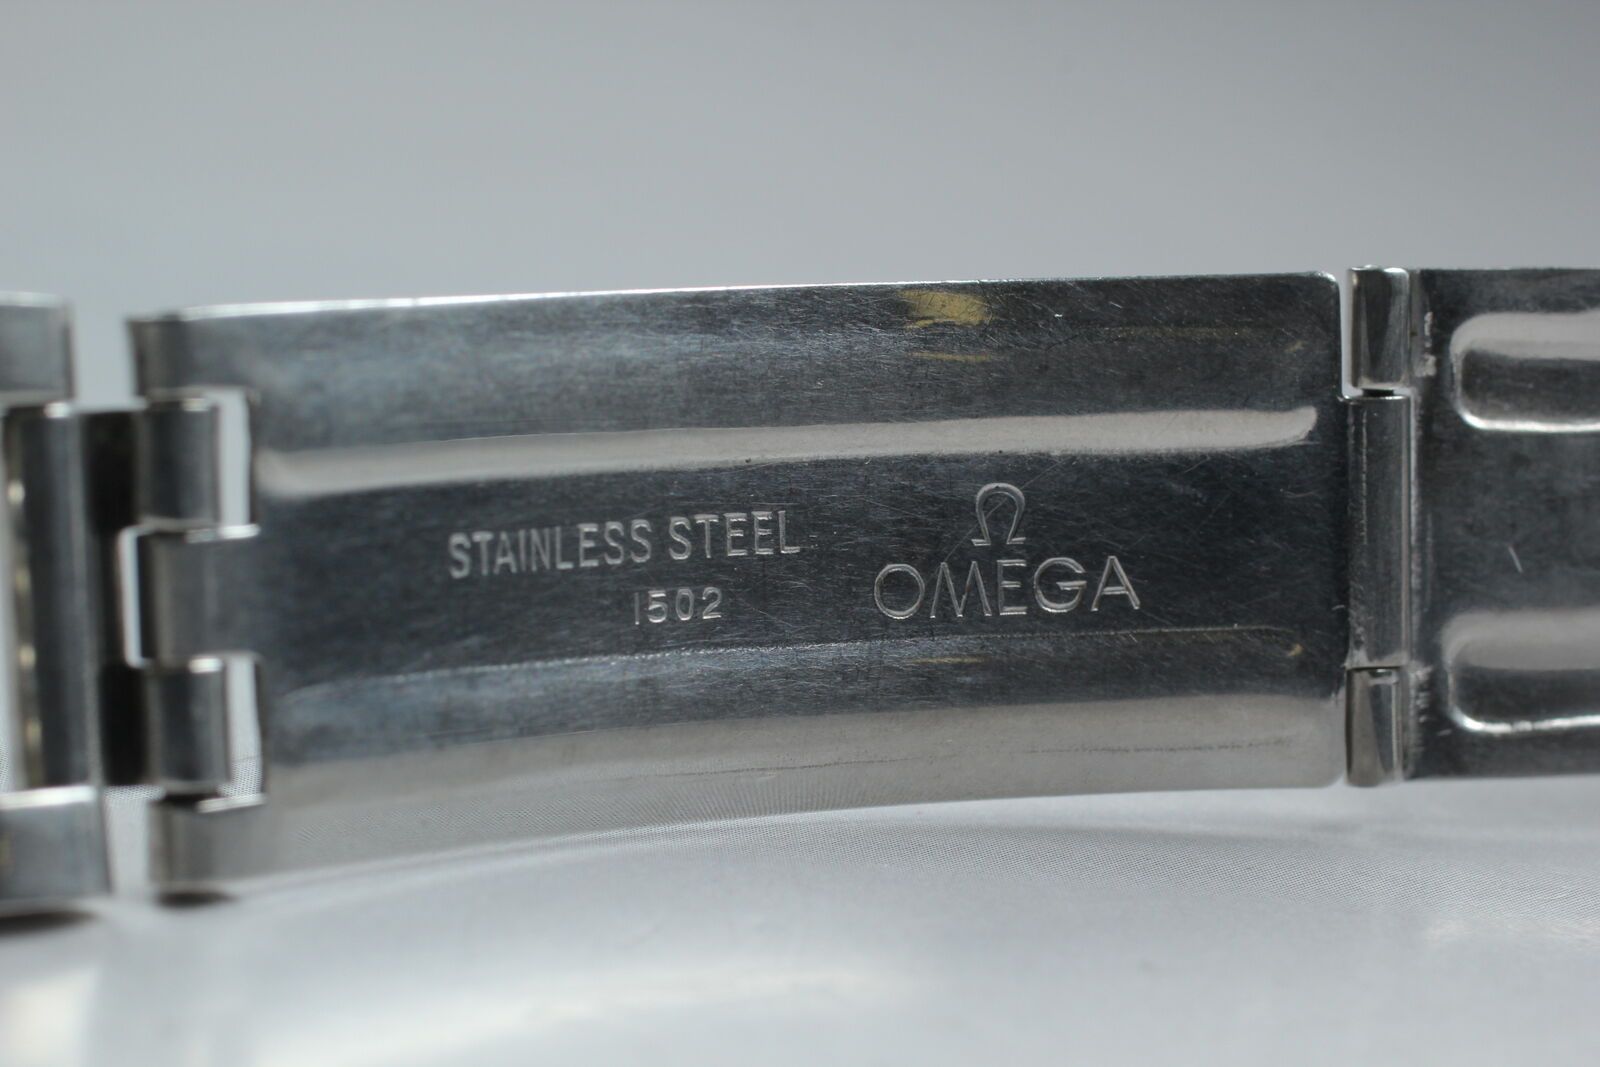 STAINLESS STEEL
1502
Ω
OMEGA